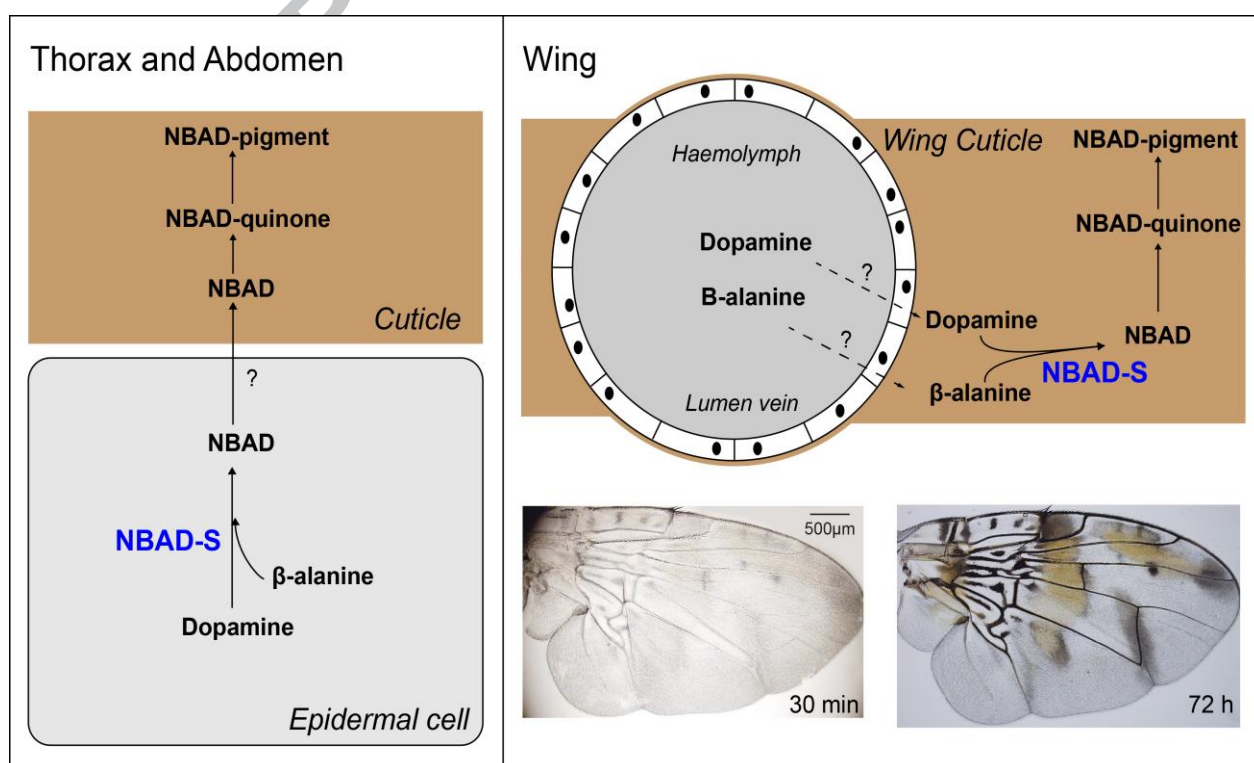 Thorax and Abdomen
NBAD-pigment
NBAD-quinone
NBAD
Cuticle
?
NBAD
NBAD-S
β-alanine
Dopamine
Epidermal cell
Wing
Haemolymph
Wing Cuticle
NBAD-pigment
NBAD-quinone
Dopamine
?
B-alanine
?
Dopamine
NBAD
NBAD-S
β-alanine
Lumen vein
500µm
30 min
72 h